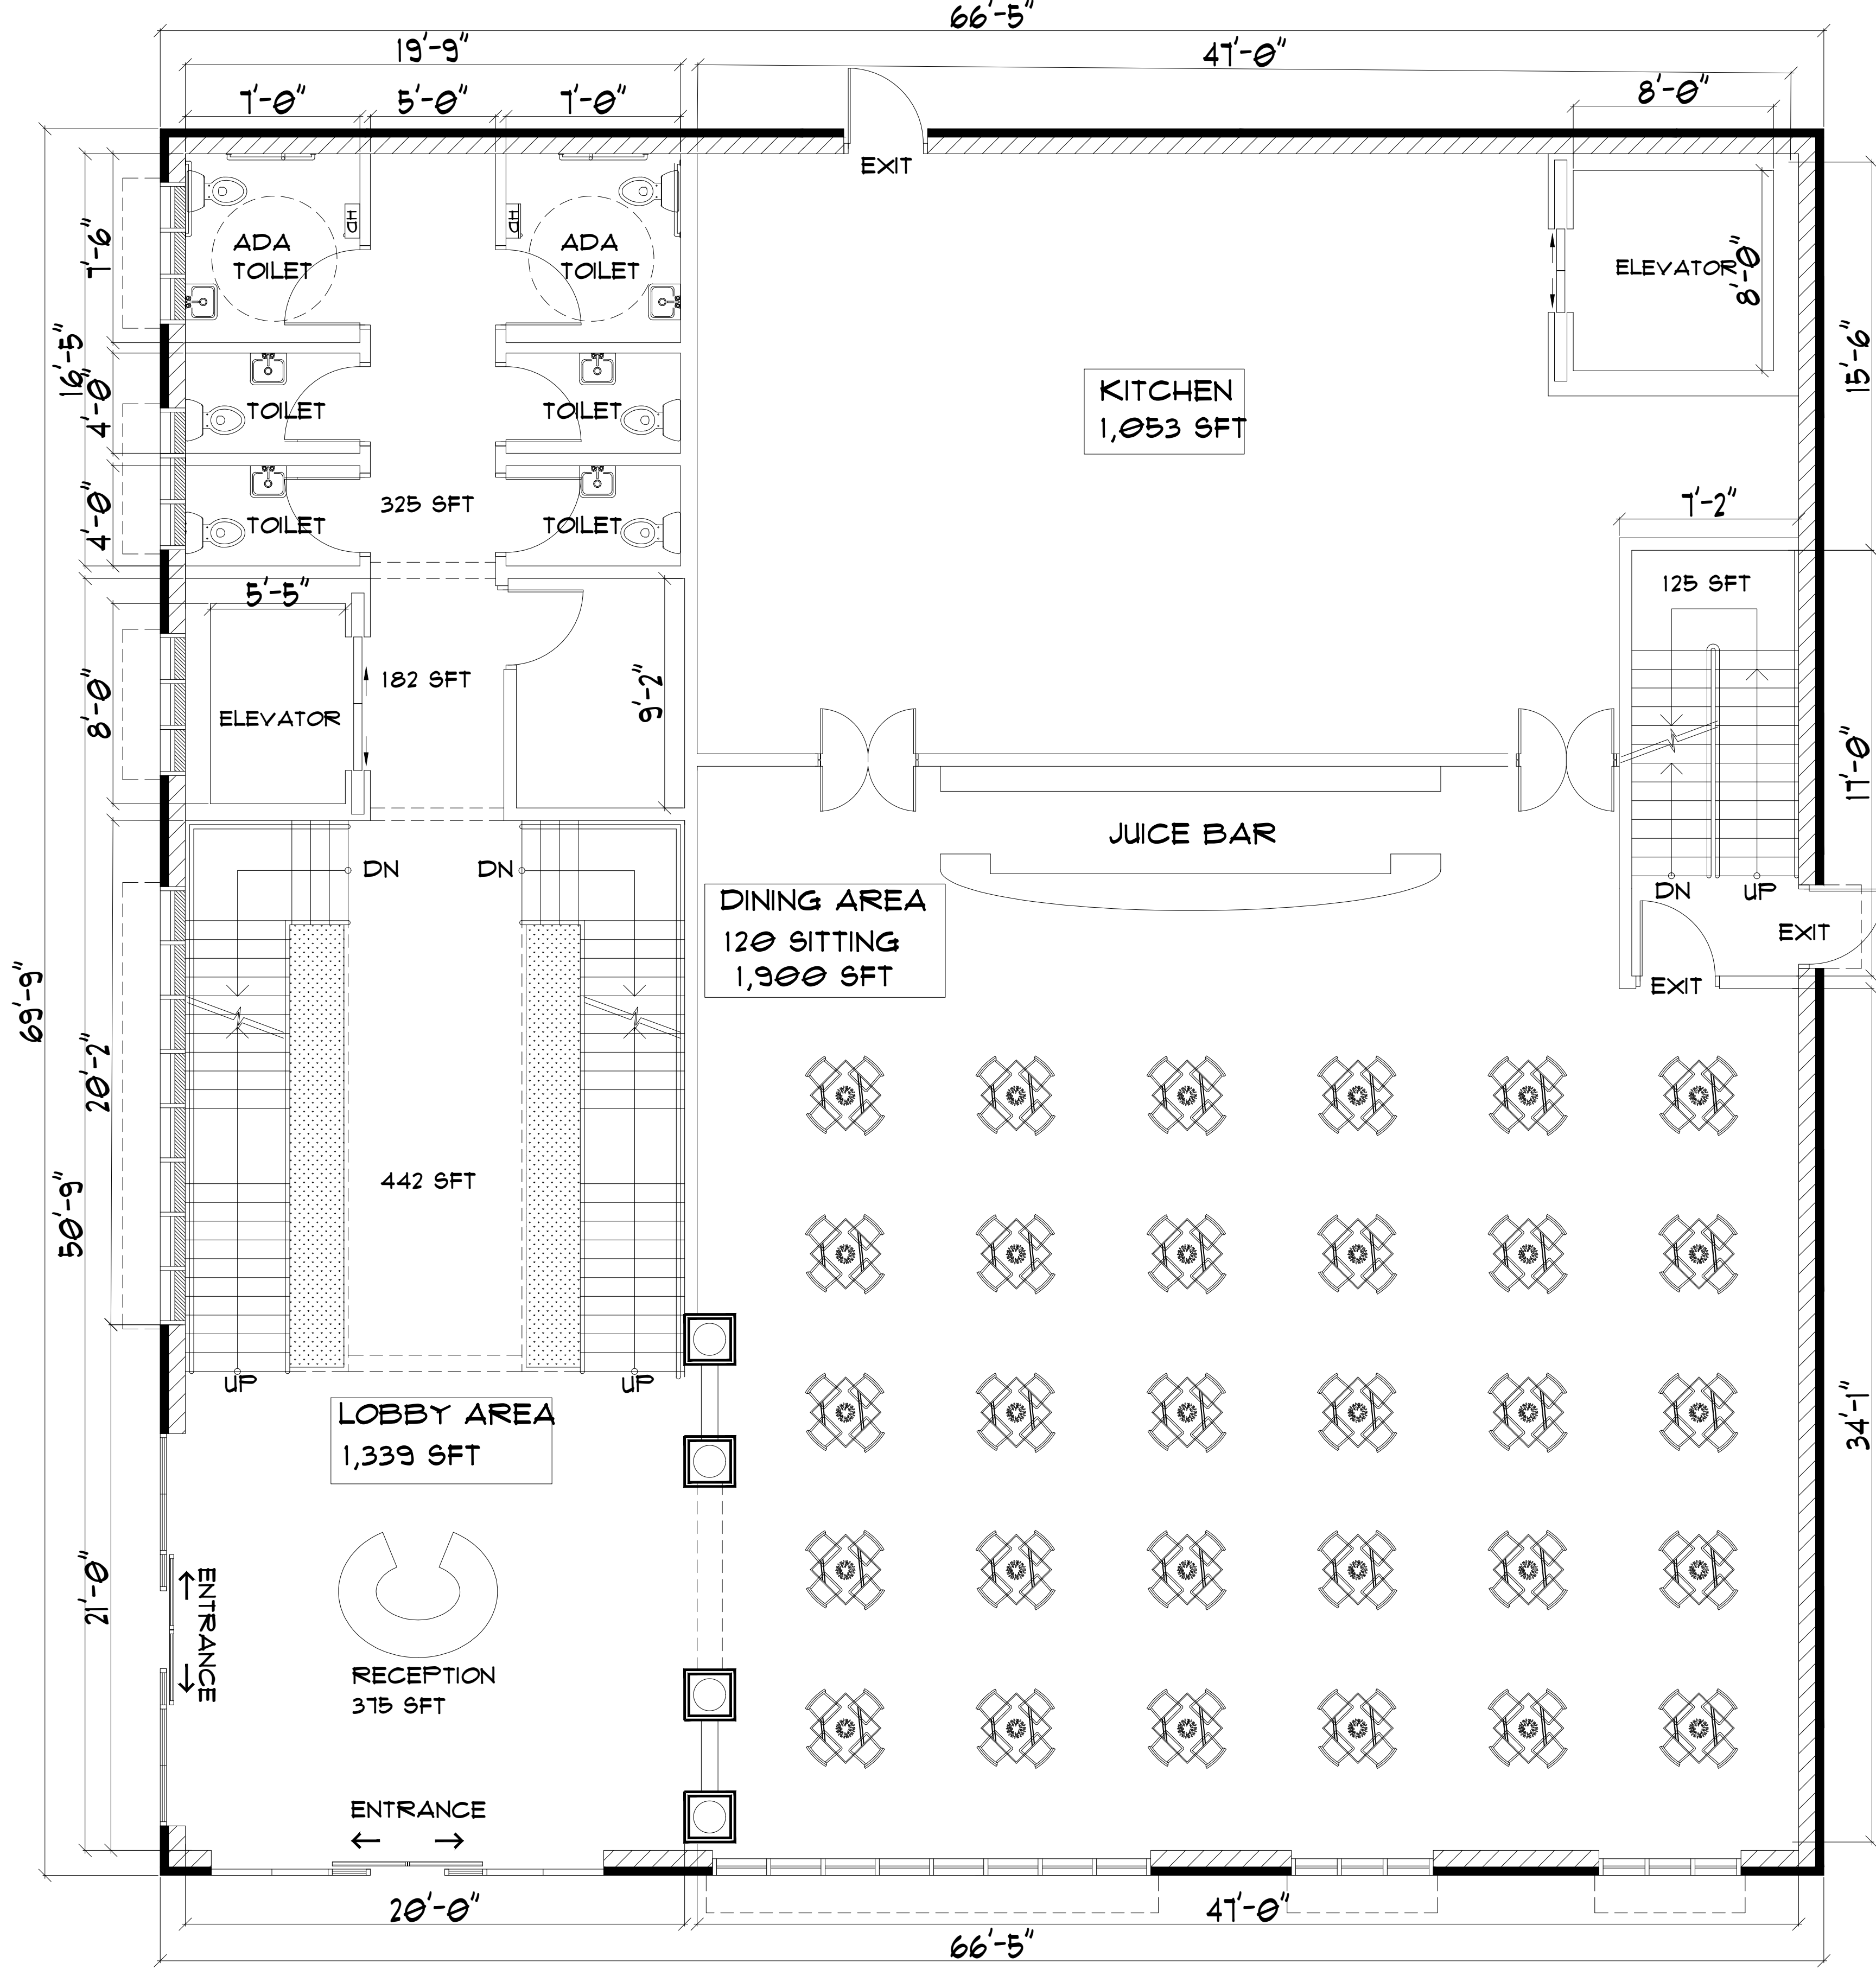 66'-5"
19'-9"
47'-0"
7'-0"
5'-0"
7'-0"
8'-0"
EXIT
HD
HD
ADA
TOILET
ADA
TOILET
7'-6"
ELEVATOR
8'-0"
16'-5"
15'-6"
4'-0"
TOILET
TOILET
KITCHEN
1,053 SFT
4'-0"
TOILET
325 SFT
TOILET
7'-2"
125 SFT
5'-5"
182 SFT
9'-2"
8'-0"
ELEVATOR
17'-0"
JUICE BAR
DN
DN
DINING AREA
120 SITTING
1,900 SFT
DN
UP
EXIT
EXIT
69'-9"
20'-2"
50'-9"
442 SFT
UP
UP
LOBBY AREA
1,339 SFT
34'-1"
21'-0"
ENTRANCE
RECEPTION
375 SFT
ENTRANCE
20'-0"
47'-0"
66'-5"